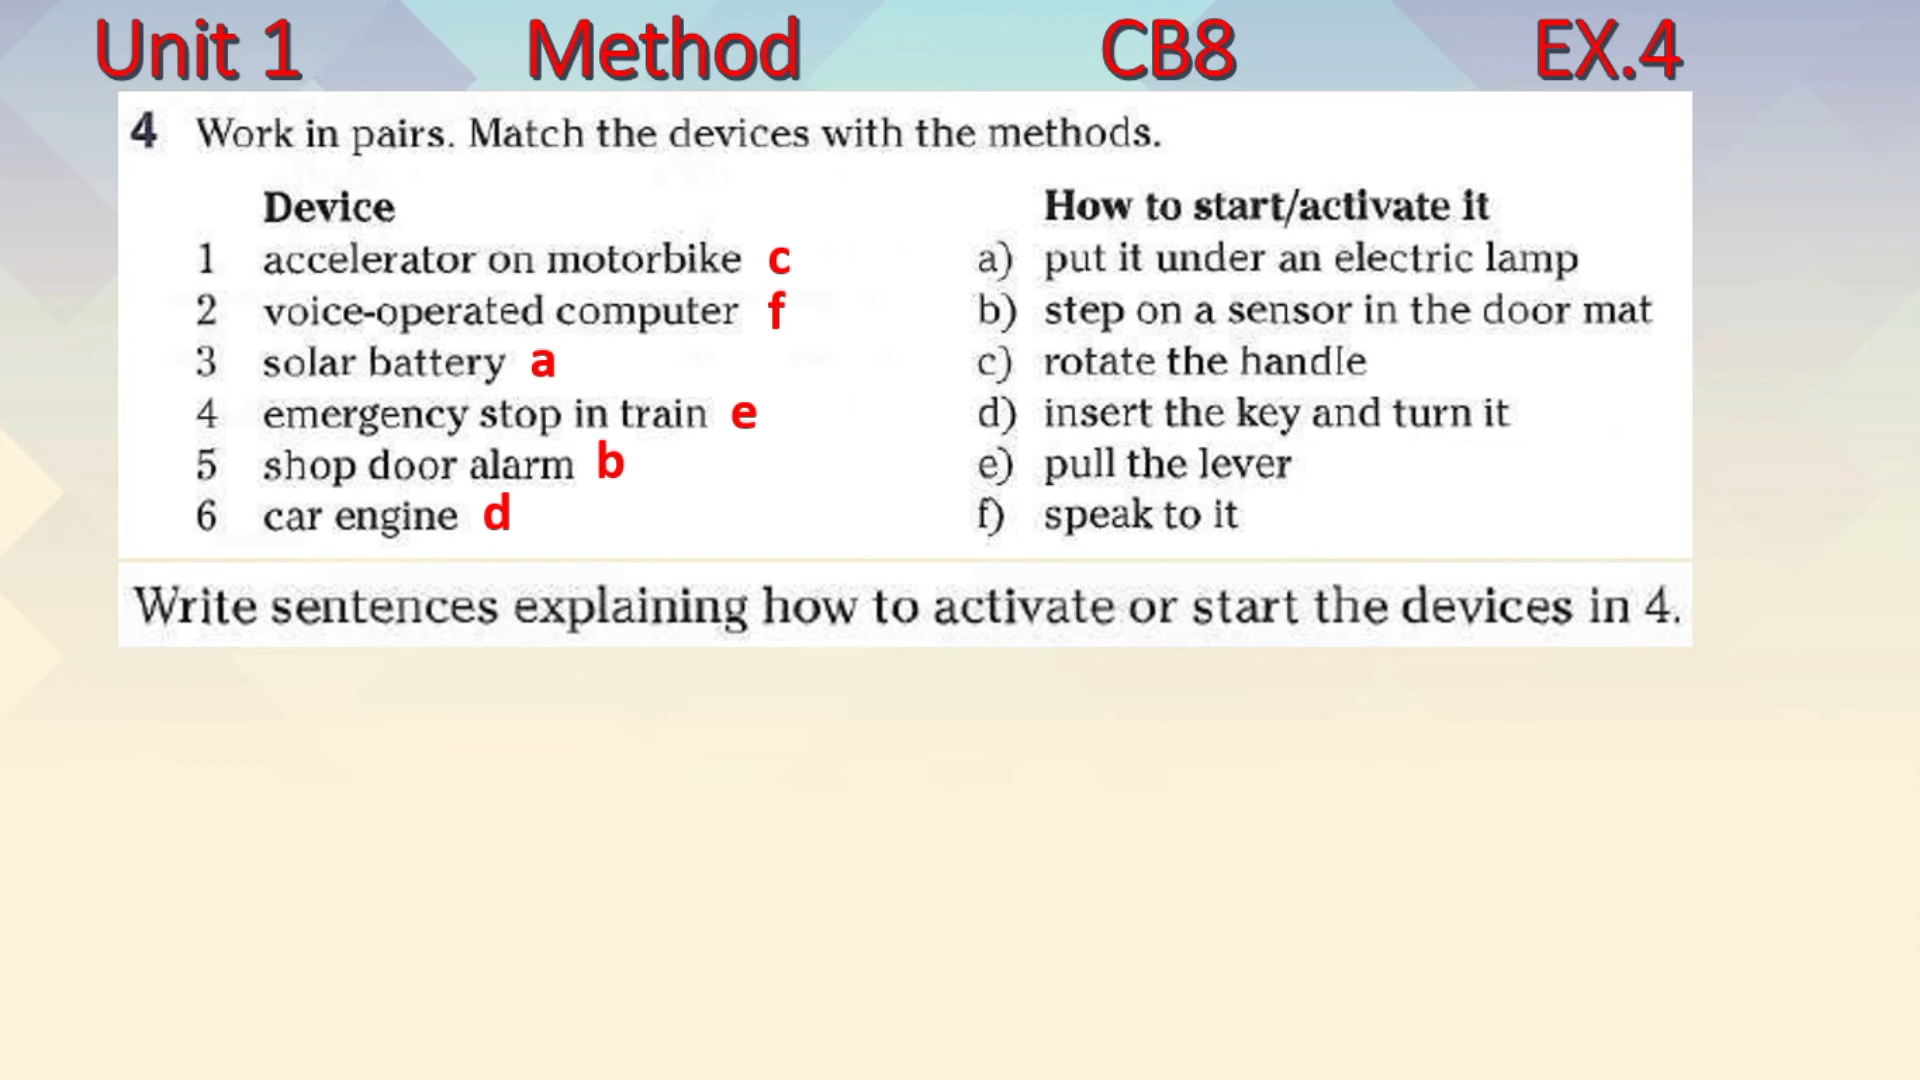 Unit 1 Method CB8 EX.4
4 Work in pairs. Match the devices with the methods.
Device
1 accelerator on motorbike c
2 voice-operated computer f
3 solar battery a
4 emergency stop in train e
5 shop door alarm b
6 car engine d
How to start/activate it
a) put it under an electric lamp
b) step on a sensor in the door mat
c) rotate the handle
d) insert the key and turn it
e) pull the lever
f) speak to it
Write sentences explaining how to activate or start the devices in 4.